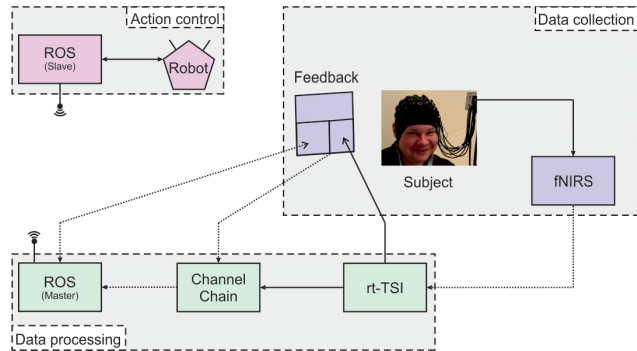 Action control
ROS
(Slave)
Robot
Data collection
Feedback
Subject
fNIRS
ROS
(Master)
Channel
Chain
rt-TSI
Data processing